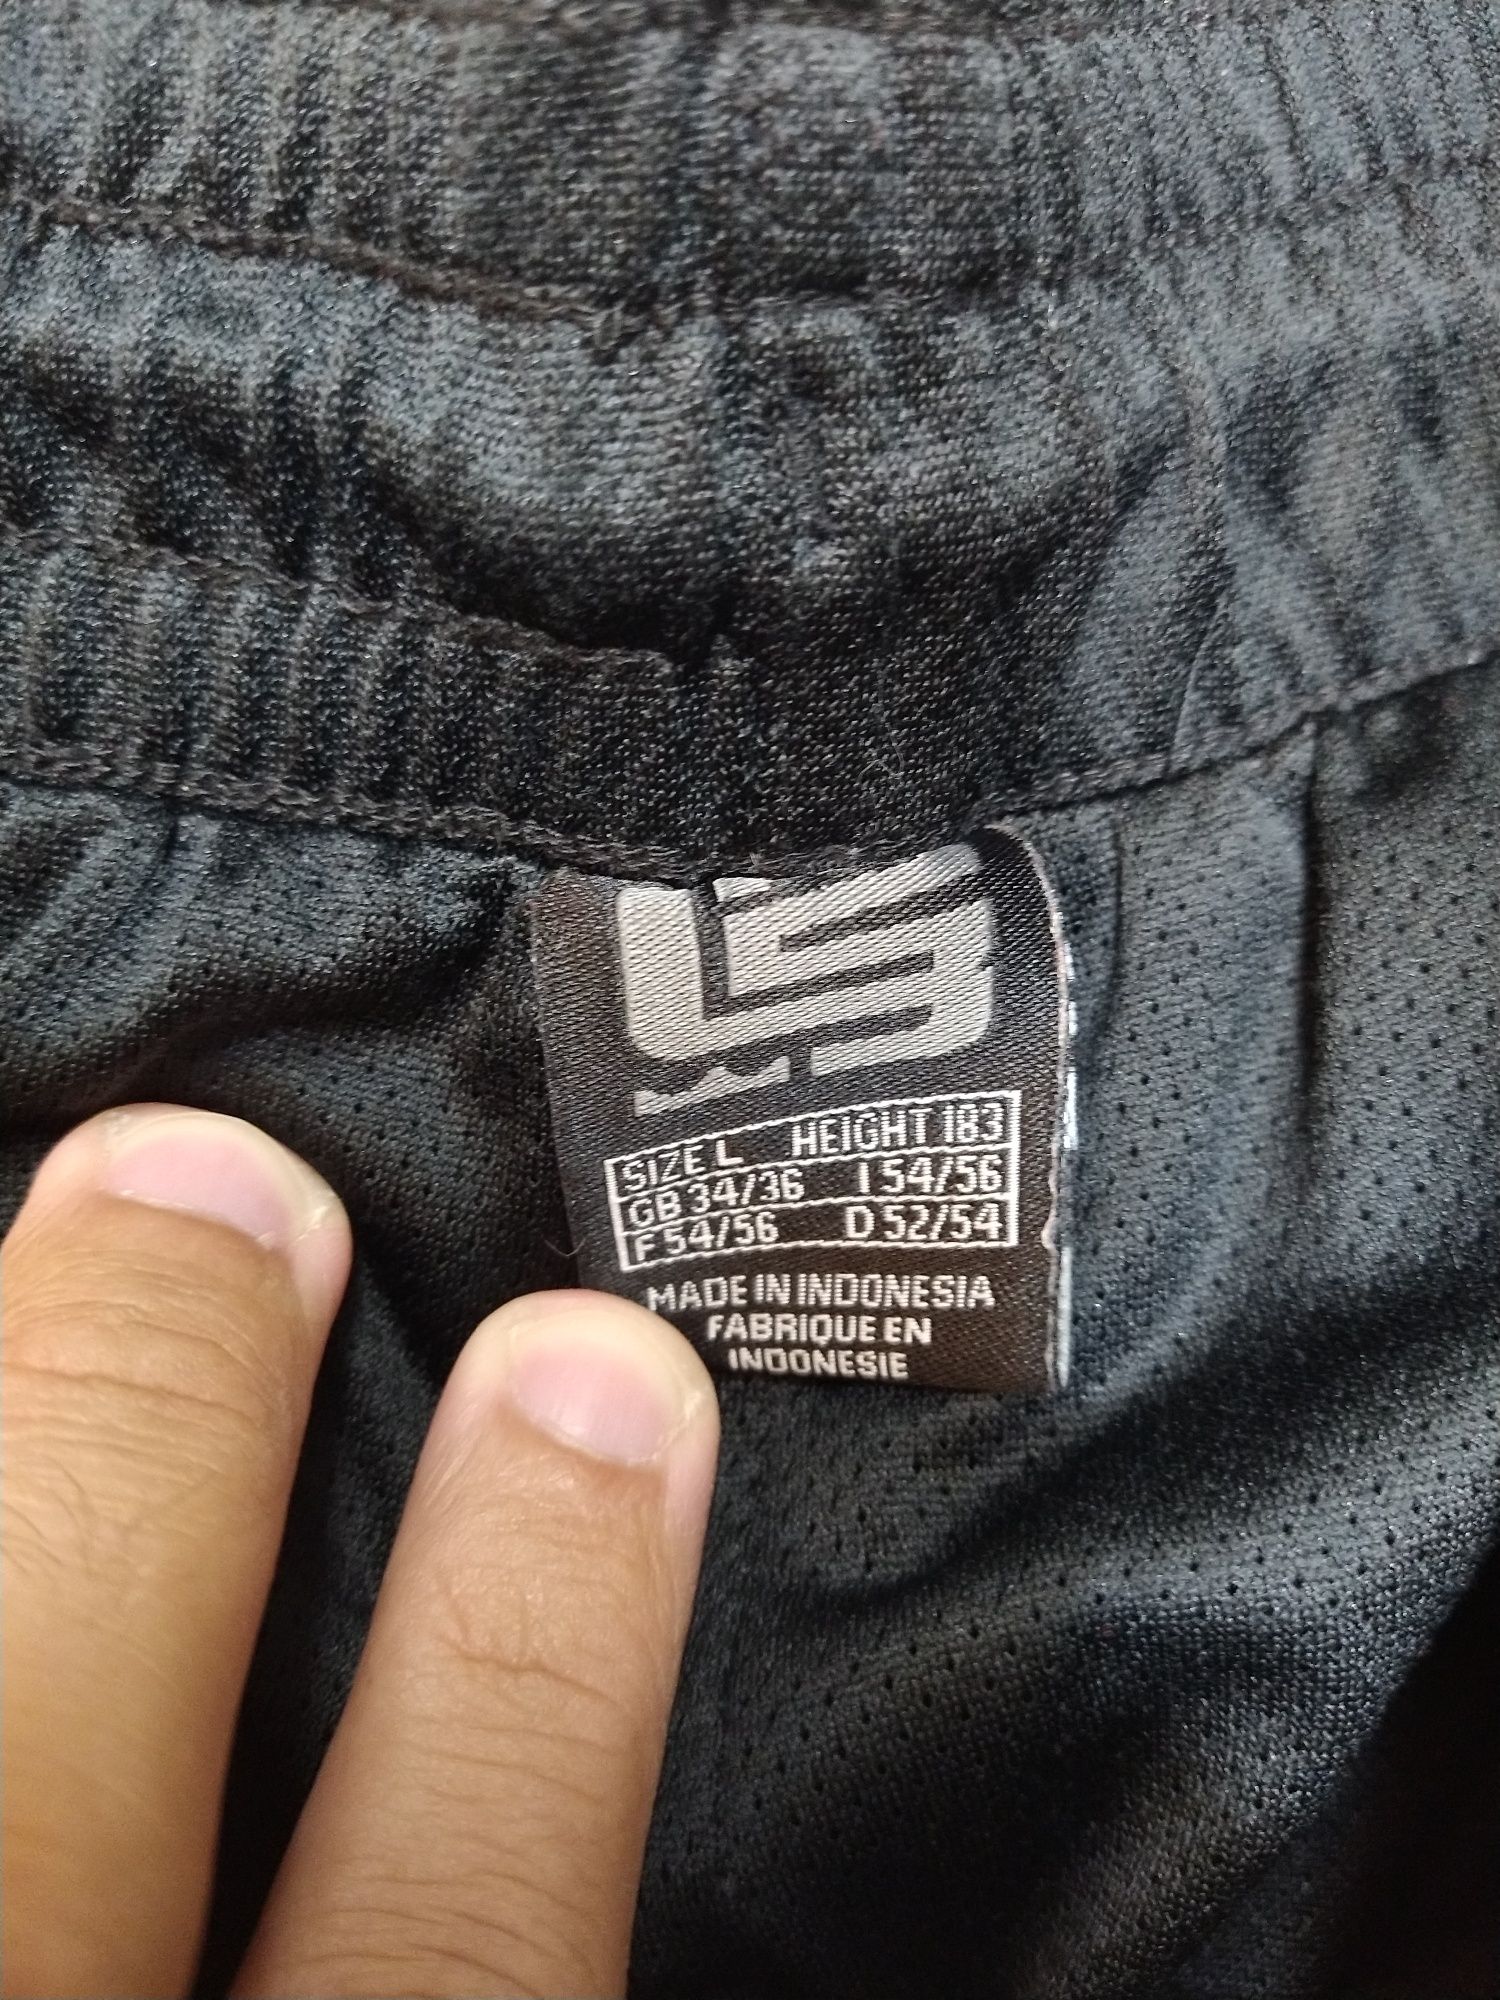 SIZE L HEIGHT 183
GB 34/36 I 54/56
F 54/56 D 52/54
MADE IN INDONESIA
FABRIQUE EN
INDONESIE